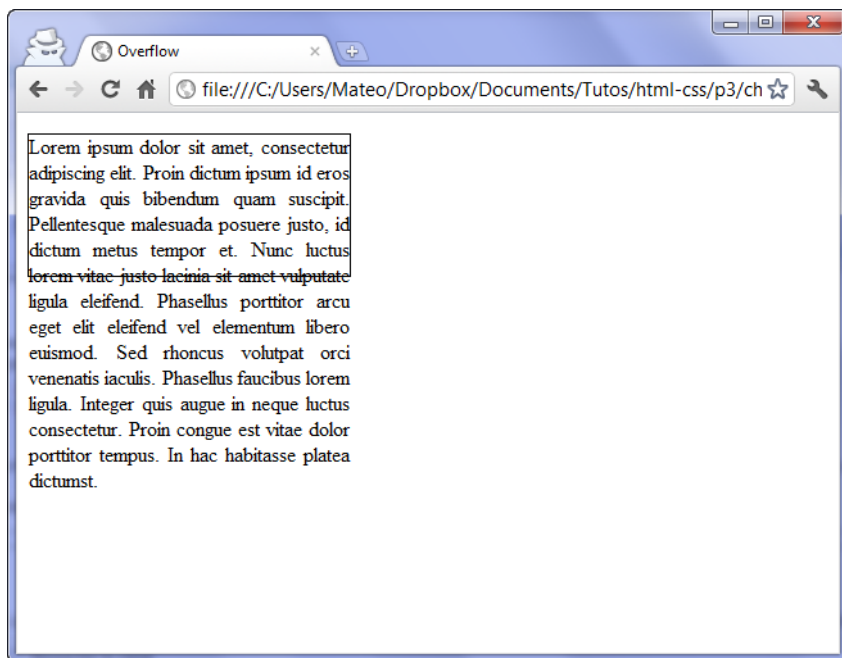 Overflow
file:///C:/Users/Mateo/Dropbox/Documents/Tutos/html-css/p3/ch
Lorem ipsum dolor sit amet, consectetur
adipiscing elit. Proin dictum ipsum id eros
gravida quis bibendum quam suscipit.
Pellentesque malesuada posuere justo, id
dictum metus tempor et. Nunc luctus
lorem vitae justo lacinia sit amet vulputate
ligula eleifend. Phasellus porttitor arcu
eget elit eleifend vel elementum libero
euismod. Sed rhoncus volutpat orci
venenatis iaculis. Phasellus faucibus lorem
ligula. Integer quis augue in neque luctus
consectetur. Proin congue est vitae dolor
porttitor tempus. In hac habitasse platea
dictumst.